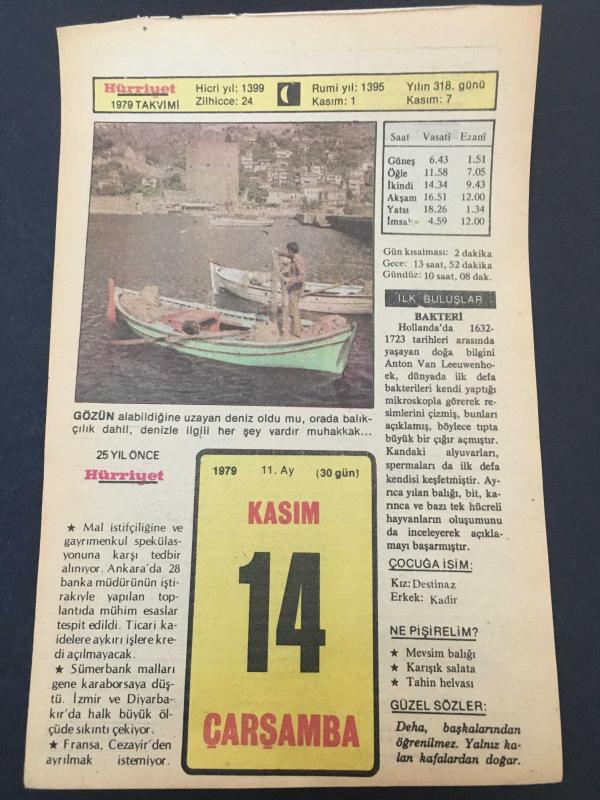 Hürriyet
1979 TAKVİMİ
Hicri yıl: 1399
Zilhicce: 24
Rumi yıl: 1395
Kasım: 1
Yılın 318. günü
Kasım: 7
Saat Vasatî Ezanî
Güneş 6.43 1.51
Öğle 11.58 7.05
İkindi 14.34 9.43
Akşam 16.51 12.00
Yatsı 18.26 1.34
İmsak 4.59 12.00
Gün kısalması: 2 dakika
Gece: 13 saat, 52 dakika
Gündüz: 10 saat, 08 dak.
İLK BULUŞLAR
BAKTERİ
Hollanda'da 1632-
1723 tarihleri arasında
yaşayan doğa bilgini
Anton Van Leeuwenho-
ek, dünyada ilk defa
bakterileri kendi yaptığı
mikroskopla görerek re-
simlerini çizmiş, bunları
açıklamış, böylece tıpta
büyük bir çığır açmıştır.
Kandaki alyuvarları,
spermaları da ilk defa
kendisi keşfetmiştir. Ay-
rıca yılan balığı, bit, ka-
rınca ve bazı tek hücreli
hayvanların oluşumunu
da inceleyerek açıkla-
mayı başarmıştır.
ÇOCUĞA İSİM:
Kız: Destinaz
Erkek: Kadir
NE PİŞİRELİM?
★ Mevsim balığı
★ Karışık salata
★ Tahin helvası
GÜZEL SÖZLER:
Deha, başkalarından
öğrenilmez. Yalnız ka-
lan kafalardan doğar.
GÖZÜN alabildiğine uzayan deniz oldu mu, orada balık-
çılık dahil, denizle ilgili her şey vardır muhakkak...
25 YIL ÖNCE
Hürriyet
★ Mal istifçiliğine ve
gayrımenkul spekülas-
yonuna karşı tedbir
alınıyor. Ankara'da 28
banka müdürünün işti-
rakıyle yapılan top-
lantıda mühim esaslar
tespit edildi. Ticari ka-
idelere aykırı işlere kre-
di açılmayacak.
★ Sümerbank malları
gene karaborsaya düş-
tü. İzmir ve Diyarba-
kır'da halk büyük öl-
çüde sıkıntı çekiyor.
★ Fransa, Cezayir'den
ayrılmak istemiyor.
1979 11. Ay (30 gün)
KASIM
14
ÇARŞAMBA